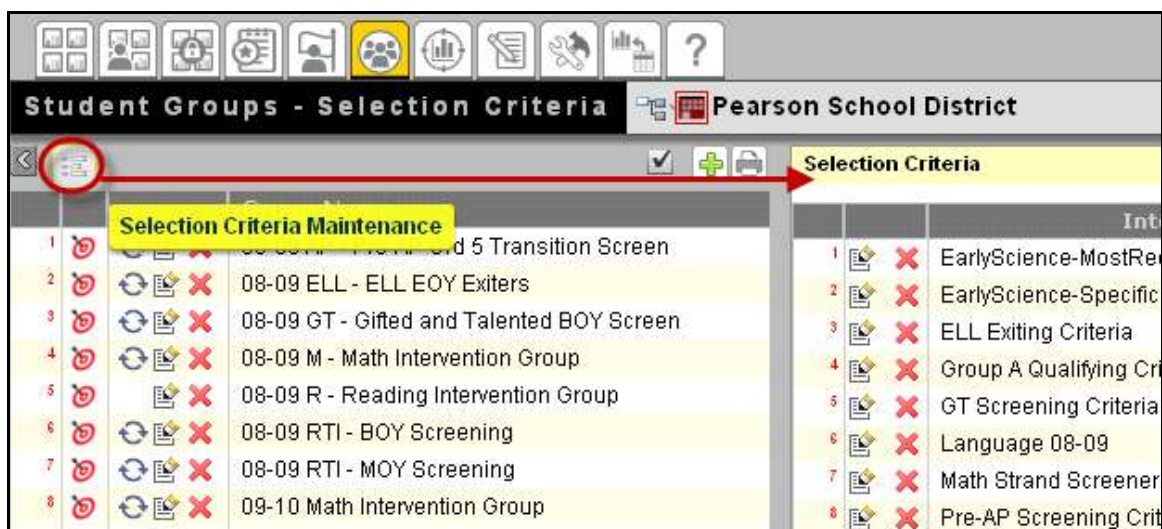 ?
Student Groups - Selection Criteria Pearson School District
Selection Criteria
Selection Criteria Maintenance
1 5 Transition Screen
2 08-09 ELL - ELL EOY Exiters
3 08-09 GT - Gifted and Talented BOY Screen
4 08-09 M - Math Intervention Group
5 08-09 R - Reading Intervention Group
6 08-09 RTI - BOY Screening
7 08-09 RTI - MOY Screening
8 09-10 Math Intervention Group
Int
1 EarlyScience-MostRe
2 EarlyScience-Specific
3 ELL Exiting Criteria
4 Group A Qualifying Cri
5 GT Screening Criteria
6 Language 08-09
7 Math Strand Screener
8 Pre-AP Screening Crit